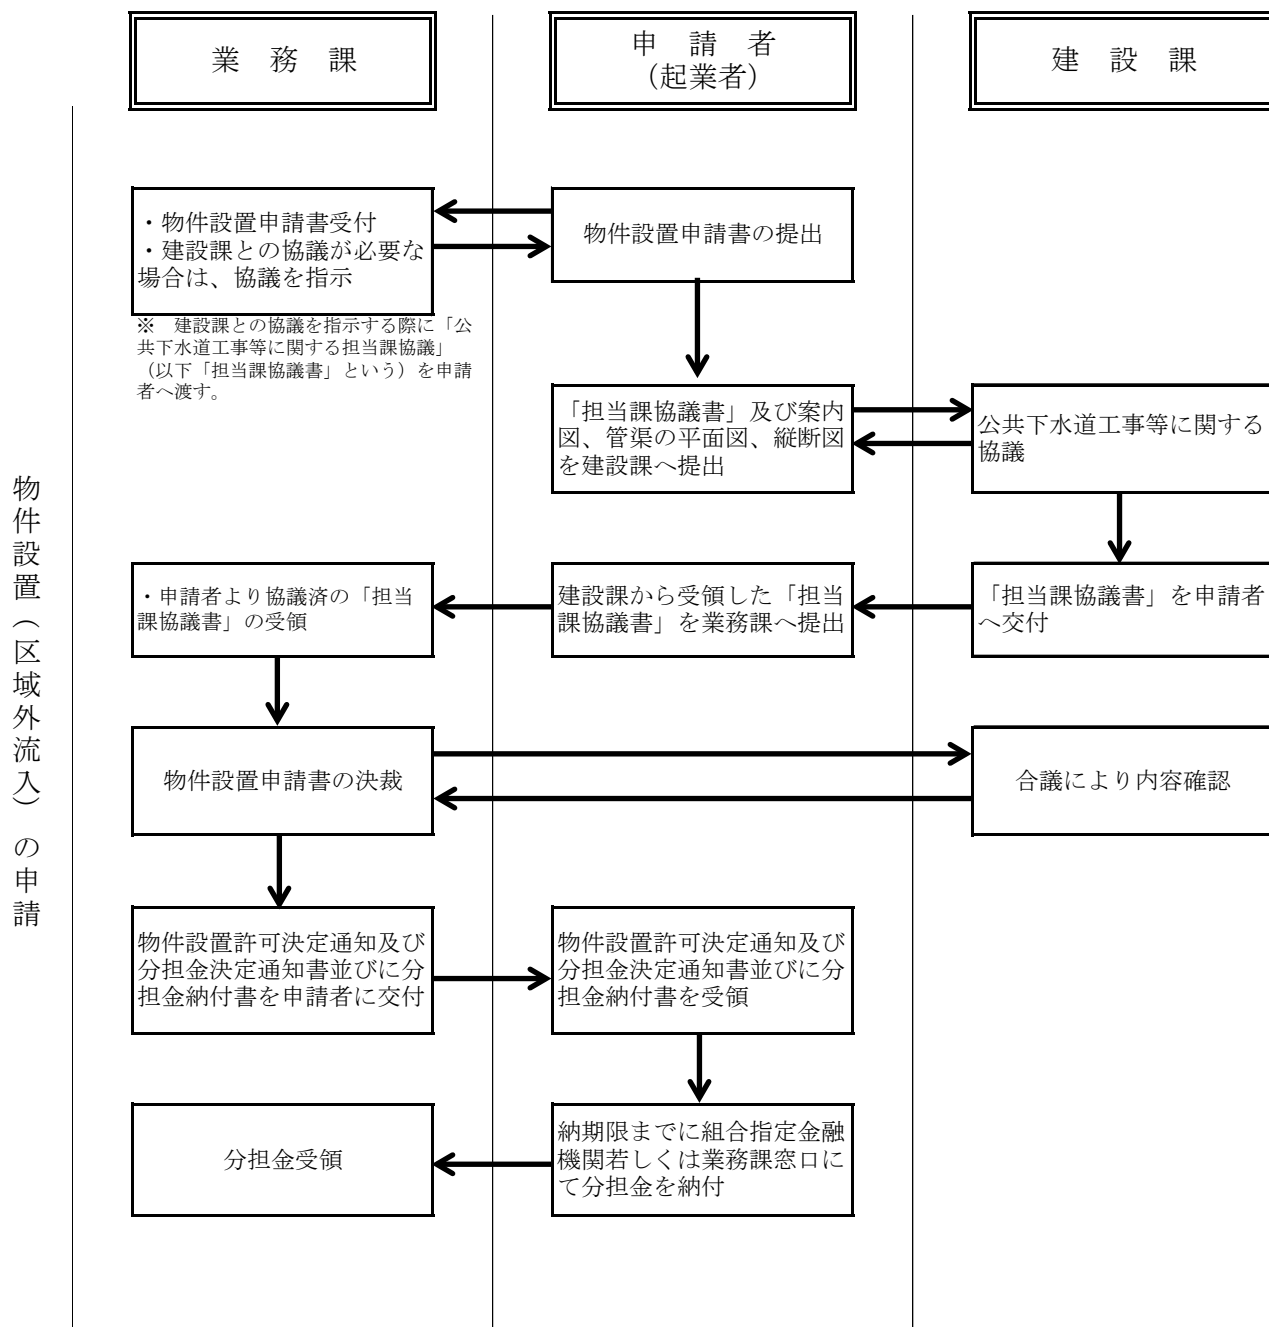 業　務　課
申　請　者
（起業者）
建　設　課
物件設置（区域外流入）の申請
・物件設置申請書受付
・建設課との協議が必要な
場合は、協議を指示
物件設置申請書の提出
※　建設課との協議を指示する際に「公
共下水道工事等に関する担当課協議」
（以下「担当課協議書」という）を申請
者へ渡す。
「担当課協議書」及び案内
図、管渠の平面図、縦断図
を建設課へ提出
公共下水道工事等に関する
協議
・申請者より協議済の「担当
課協議書」の受領
建設課から受領した「担当
課協議書」を業務課へ提出
「担当課協議書」を申請者
へ交付
物件設置申請書の決裁
合議により内容確認
物件設置許可決定通知及び
分担金決定通知書並びに分
担金納付書を申請者に交付
物件設置許可決定通知及び
分担金決定通知書並びに分
担金納付書を受領
分担金受領
納期限までに組合指定金融
機関若しくは業務課窓口に
て分担金を納付